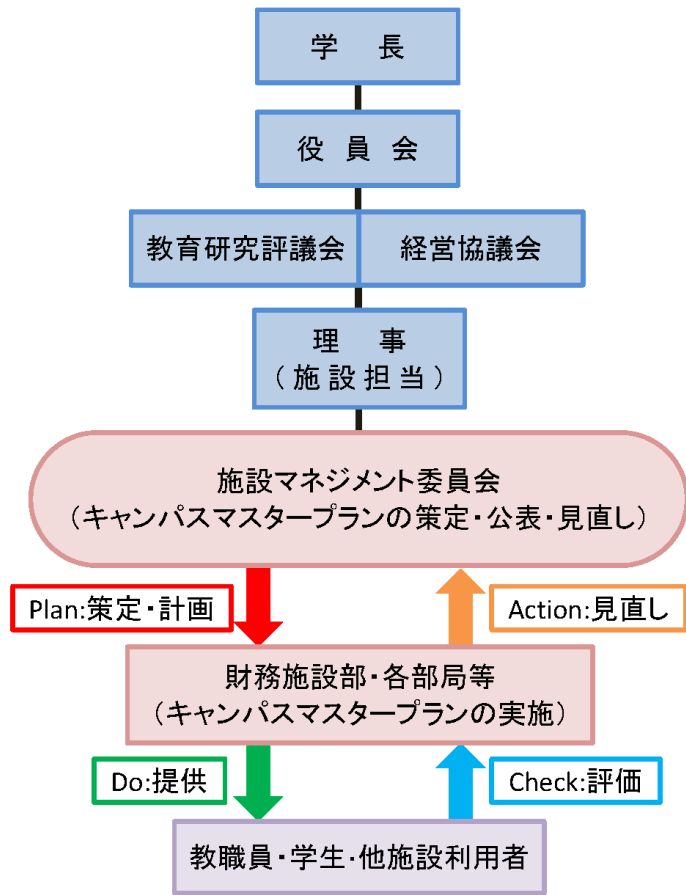 学　長
役 員 会
教育研究評議会
経営協議会
理　事
（ 施 設 担 当 ）
施設マネジメント委員会
（キャンパスマスタープランの策定・公表・見直し）
Plan:策定・計画
Action:見直し
財務施設部・各部局等
（キャンパスマスタープランの実施）
Do:提供
Check:評価
教職員・学生・他施設利用者